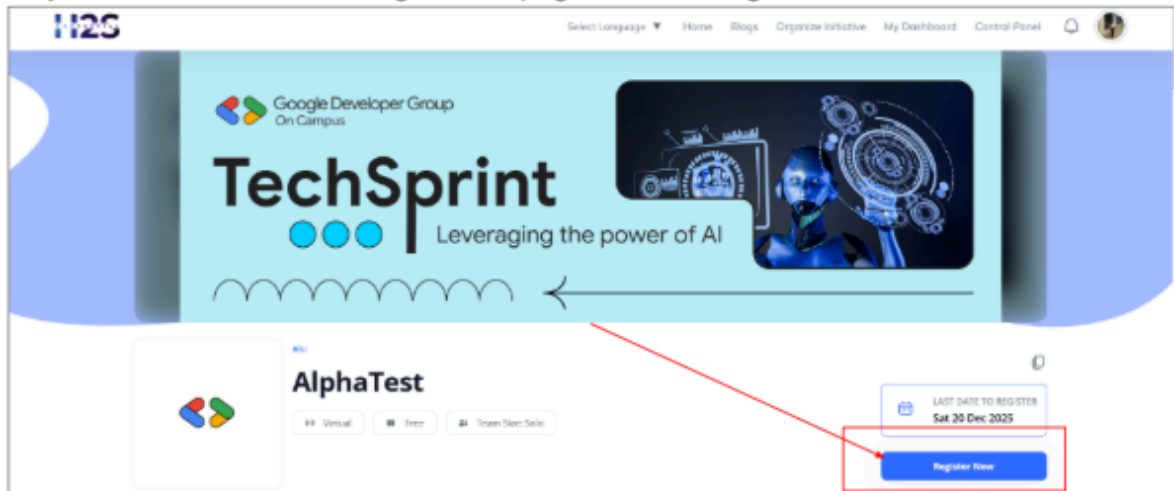 H2S
Select Language ▼ Home Blogs Organize Initiative My Dashboard Control Panel
Google Developer Group
On Campus
TechSprint
Leveraging the power of AI
AlphaTest
LAST DATE TO REGISTER
Sat 20 Dec 2025
Virtual Free Team Size: Solo
Register Now